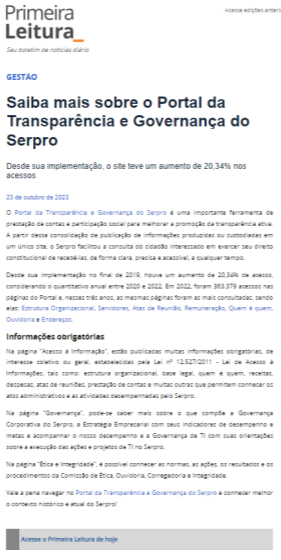 Primeira
Leitura_
Seu boletim de notícias diário
Acesse edições anteri
GESTÃO
Saiba mais sobre o Portal da
Transparência e Governança do
Serpro
Desde sua implementação, o site teve um aumento de 20,34% nos
acessos
23 de outubro de 2023
O Portal da Transparência e Governança do Serpro é uma importante ferramenta de
prestação de contas e participação social para melhorar a promoção da transparência ativa.
A partir dessa consolidação de publicação de informações produzidas ou custodiadas em
um único site, o Serpro facilitou a consulta do cidadão interessado em exercer seu direito
constitucional de recebê-las, de forma clara, precisa e acessível, a qualquer tempo.
Desde sua implementação no final de 2019, houve um aumento de 20,34% de acesso,
considerando o quantitativo anual entre 2020 e 2022. Em 2022, foram 363.379 acessos nas
páginas do Portal e, nesses três anos, as mesmas páginas foram as mais consultadas, sendo
elas: Estrutura Organizacional, Servidores, Atas de Reunião, Remuneração, Quem é quem,
Ouvidoria e Endereços.
Informações obrigatórias
Na página "Acesso à Informação", estão publicadas muitas informações obrigatórias, de
interesse coletivo ou geral, estabelecidas pela Lei nº 12.527/2011 - Lei de Acesso à
Informações, tais como: estrutura organizacional, base legal, quem é quem, receitas,
despesas, atas de reuniões, prestação de contas e muitas outras que permitem conhecer os
atos administrativos e as atividades desempenhadas pelo Serpro.
Na página "Governança", pode-se saber mais sobre o que compõe a Governança
Corporativa do Serpro, a Estratégia Empresarial com seus indicadores de desempenho e
metas e acompanhar o nosso desempenho e a Governança de TI com suas orientações
sobre a execução das ações e projetos de TI no Serpro.
Na página "Ética e Integridade", é possível conhecer as normas, as ações, os resultados e os
procedimentos da Comissão de Ética, Ouvidoria, Corregedoria e Integridade.
Vale a pena navegar no Portal da Transparência e Governança do Serpro e conhecer melhor
o contexto histórico e atual do Serpro!
Acesse o Primeira Leitura de hoje